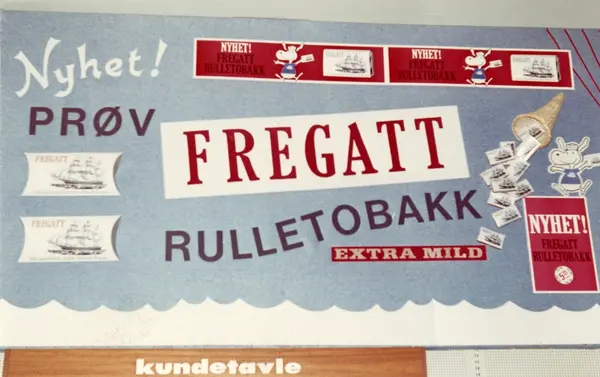 Nyhet!
NYHET!
FREGATT
RULLETOBAKK
NYHET!
FREGATT
RULLETOBAKK
PRØV
FREGATT
FREGATT
FREGATT
RULLETOBAKK
EXTRA MILD
NYHET!
FREGATT
RULLETOBAKK
kundetavle